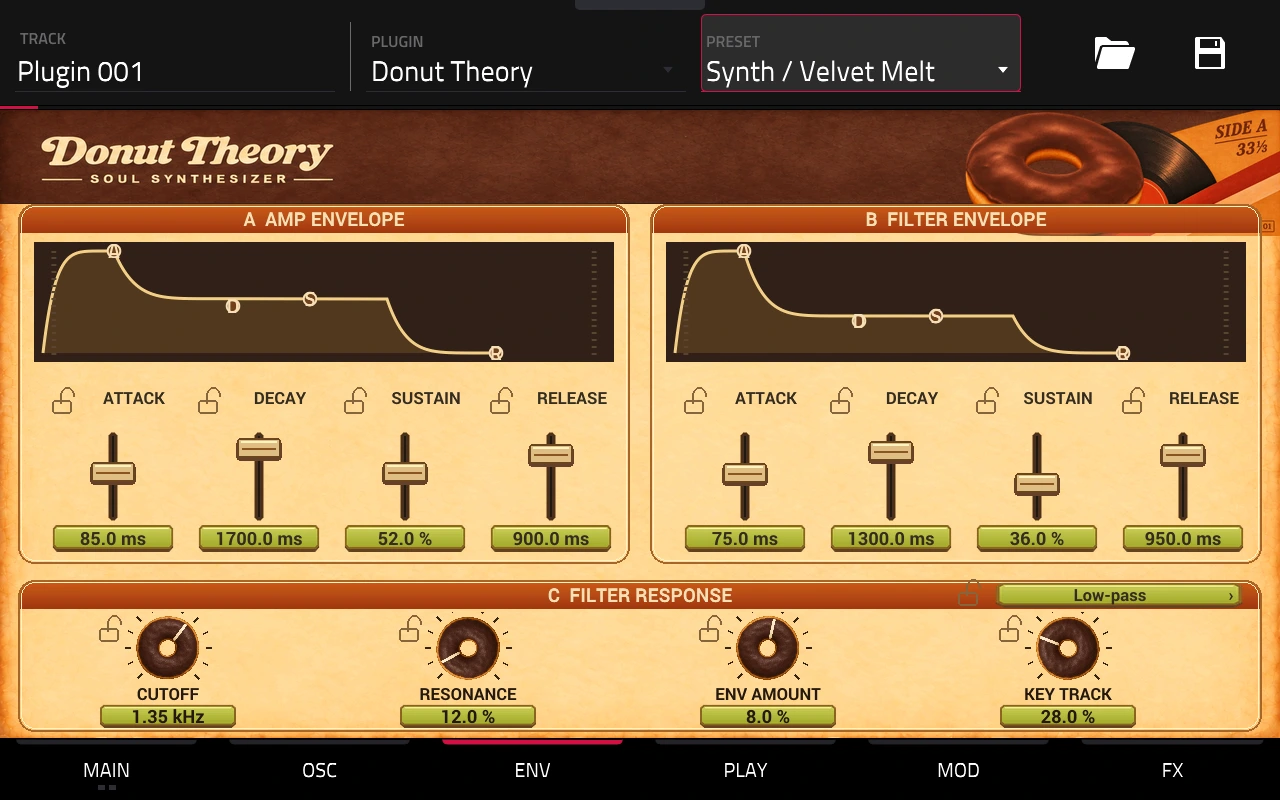 TRACK
Plugin 001
PLUGIN
Donut Theory
PRESET
Synth / Velvet Melt
Donut Theory
SOUL SYNTHESIZER
SIDE A
33⅓
01
A AMP ENVELOPE
A
D
S
R
ATTACK
DECAY
SUSTAIN
RELEASE
85.0 ms
1700.0 ms
52.0 %
900.0 ms
B FILTER ENVELOPE
A
D
S
R
ATTACK
DECAY
SUSTAIN
RELEASE
75.0 ms
1300.0 ms
36.0 %
950.0 ms
C FILTER RESPONSE
Low-pass ›
CUTOFF
RESONANCE
ENV AMOUNT
KEY TRACK
1.35 kHz
12.0 %
8.0 %
28.0 %
MAIN
OSC
ENV
PLAY
MOD
FX